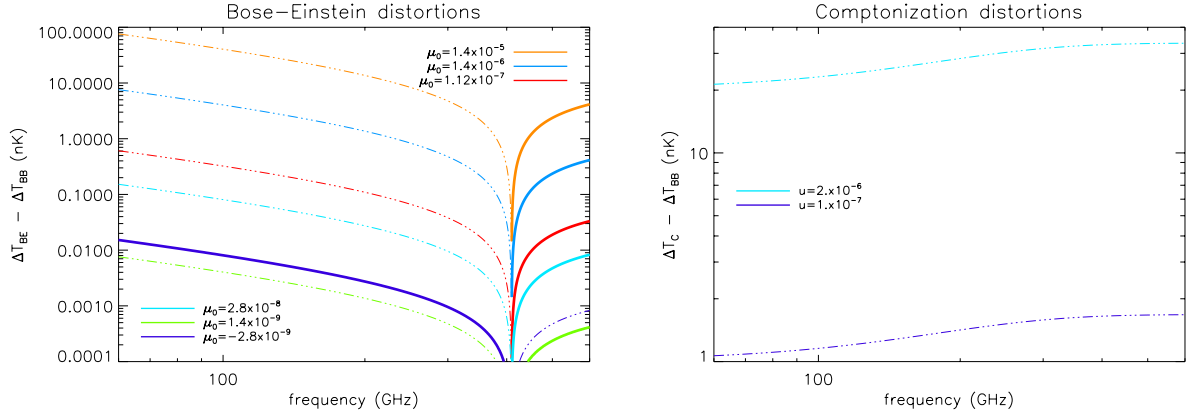 Bose-Einstein distortions
ΔT_BE - ΔT_BB (nK)
100.0000
10.0000
1.0000
0.1000
0.0100
0.0010
0.0001
μ₀=1.4x10⁻⁵
μ₀=1.4x10⁻⁶
μ₀=1.12x10⁻⁷
μ₀=2.8x10⁻⁸
μ₀=1.4x10⁻⁹
μ₀=-2.8x10⁻⁹
100
frequency (GHz)
Comptonization distortions
ΔT_C - ΔT_BB (nK)
10
1
u=2.x10⁻⁶
u=1.x10⁻⁷
100
frequency (GHz)